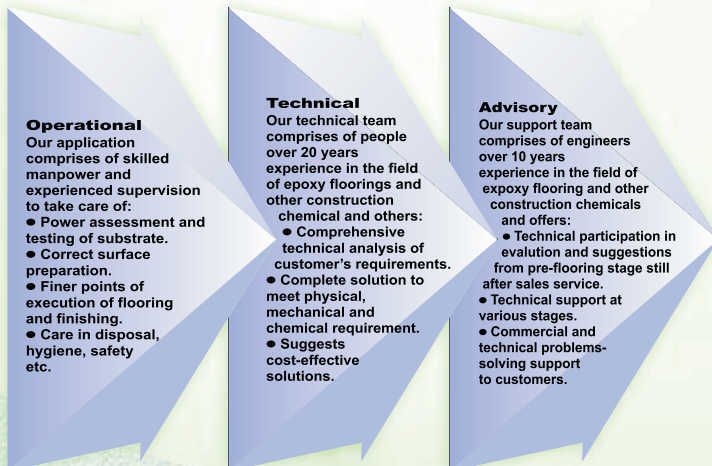 Operational
Our application
comprises of skilled
manpower and
experienced supervision
to take care of:
● Power assessment and
testing of substrate.
● Correct surface
preparation.
● Finer points of
execution of flooring
and finishing.
● Care in disposal,
hygiene, safety
etc.
Technical
Our technical team
comprises of people
over 20 years
experience in the field
of epoxy floorings and
other construction
chemical and others:
● Comprehensive
technical analysis of
customer's requirements.
● Complete solution to
meet physical,
mechanical and
chemical requirement.
● Suggests
cost-effective
solutions.
Advisory
Our support team
comprises of engineers
over 10 years
experience in the field of
expoxy flooring and other
construction chemicals
and offers:
● Technical participation in
evalution and suggestions
from pre-flooring stage still
after sales service.
● Technical support at
various stages.
● Commercial and
technical problems-
solving support
to customers.